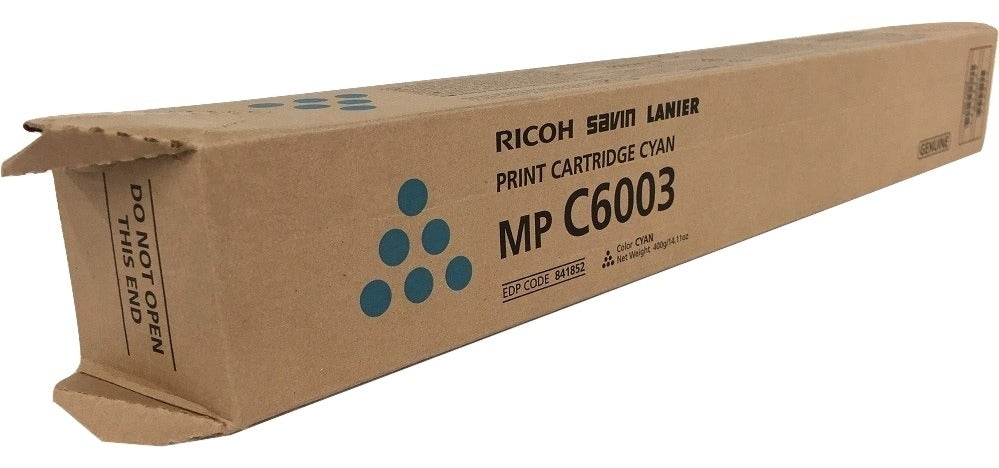 RICOH SAVIN LANIER
PRINT CARTRIDGE CYAN
MP C6003
Color CYAN
Net Weight. 400g/14.11oz
EDP CODE 841852
DO NOT OPEN
THIS END
GENUINE